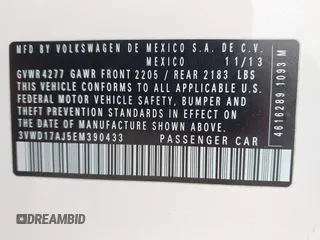 MFD BY VOLKSWAGEN DE MEXICO S.A. DE C.V.
MEXICO 11/13
GVWR4277 GAWR FRONT 2205 / REAR 2183 LBS
THIS VEHICLE CONFORMS TO ALL APPLICABLE U.S.
FEDERAL MOTOR VEHICLE SAFETY, BUMPER AND
THEFT PREVENTION STANDARDS IN EFFECT ON THE
DATE OF MANUFACTURE SHOWN ABOVE.
3VWD17AJ5EM390433 PASSENGER CAR
4616289 1093 M
DREAMBID